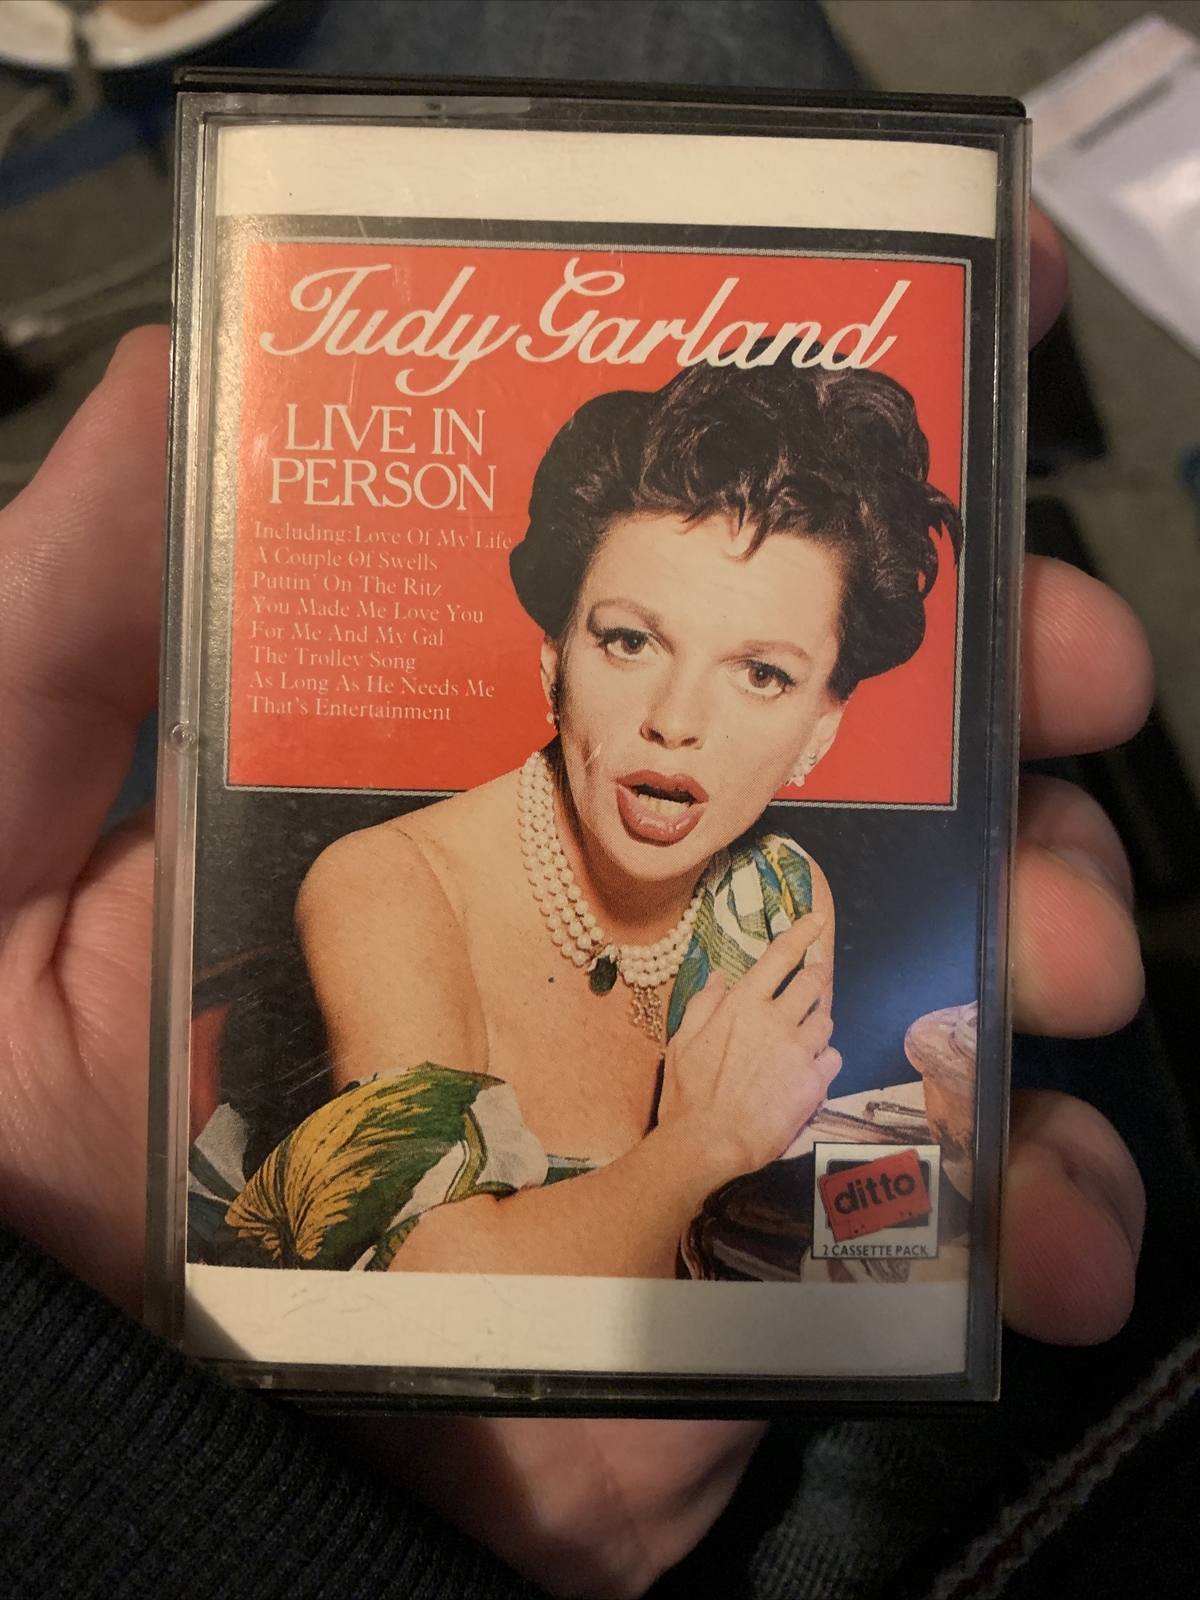 Judy Garland
LIVE IN
PERSON
Including: Love Of My Life
A Couple Of Swells
Puttin' On The Ritz
You Made Me Love You
For Me And My Gal
The Trolley Song
As Long As He Needs Me
That's Entertainment
ditto
2 CASSETTE PACK